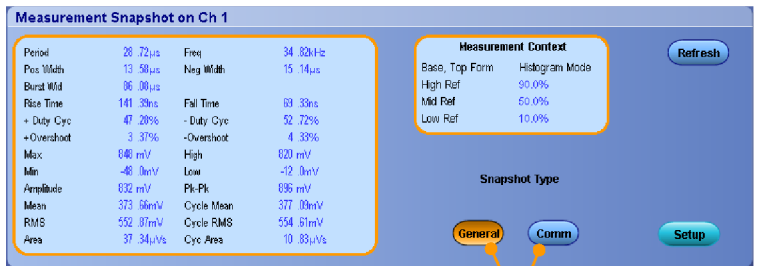 Measurement Snapshot on Ch 1
Period 28 .72µs Freq 34 .82kHz
Pos Width 13 .58µs Neg Width 15 .14µs
Burst Wid 86 .00µs
Rise Time 141 .39ns Fall Time 69 .33ns
+ Duty Cyc 47 .28% - Duty Cyc 52 .72%
+Overshoot 3 .37% -Overshoot 4 .33%
Max 848 mV High 820 mV
Min -48 .0mV Low -12 .0mV
Amplitude 832 mV Pk-Pk 896 mV
Mean 373 .66mV Cycle Mean 377 .09mV
RMS 552 .87mV Cycle RMS 554 .61mV
Area 37 .34µVs Cyc Area 10 .83µVs
Measurement Context
Base, Top Form Histogram Mode
High Ref 90.0%
Mid Ref 50.0%
Low Ref 10.0%
Refresh
Snapshot Type
General Comm
Setup